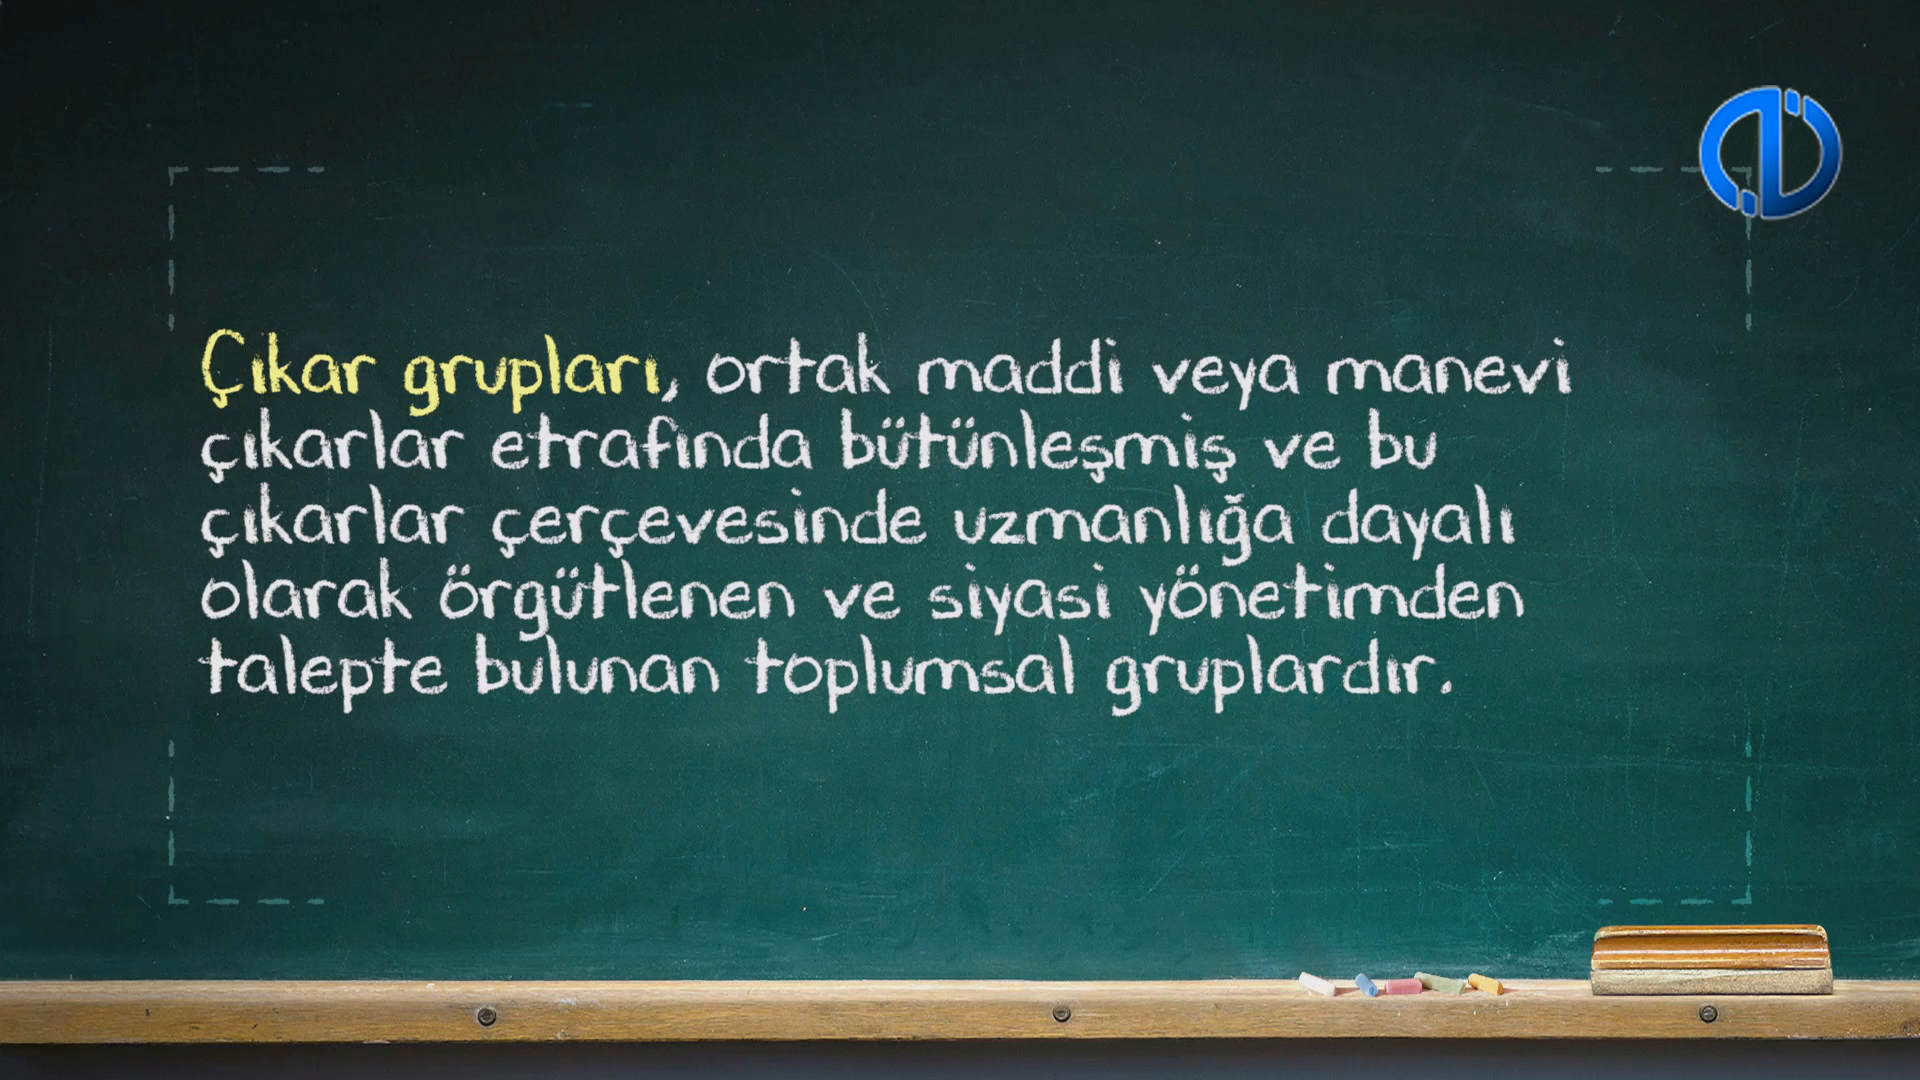 Çıkar grupları, ortak maddi veya manevi
çıkarlar etrafında bütünleşmiş ve bu
çıkarlar çerçevesinde uzmanlığa dayalı
olarak örgütlenen ve siyasi yönetimden
talepte bulunan toplumsal gruplardır.